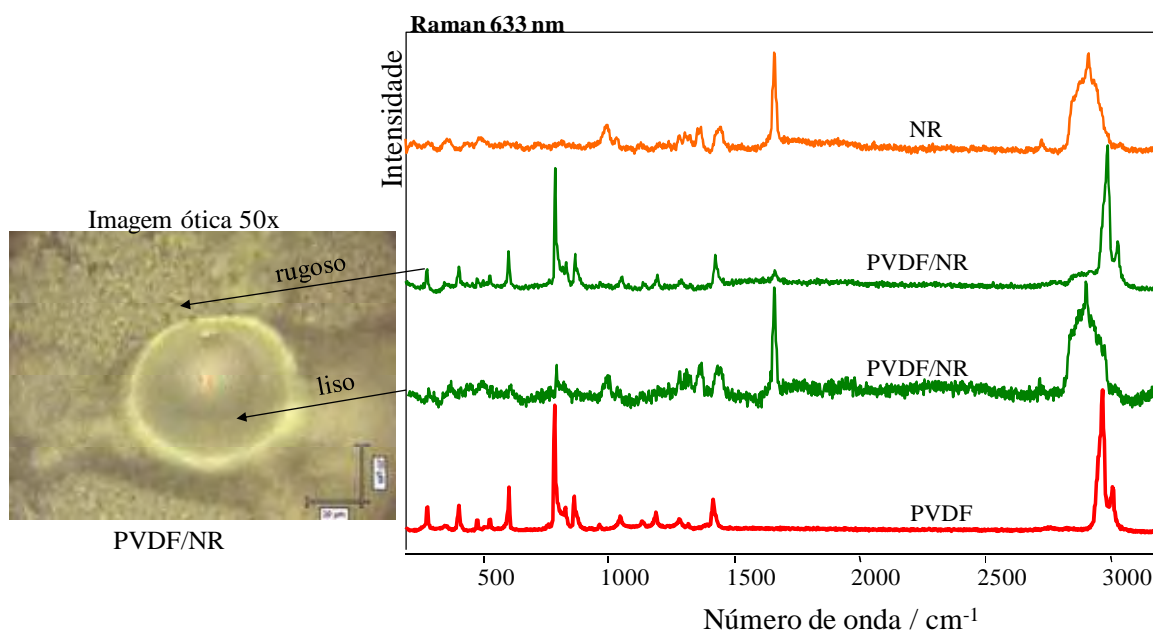 Raman 633 nm
Intensidade
NR
PVDF/NR
PVDF/NR
PVDF
500 1000 1500 2000 2500 3000
Número de onda / cm-1
Imagem ótica 50x
rugoso
liso
PVDF/NR